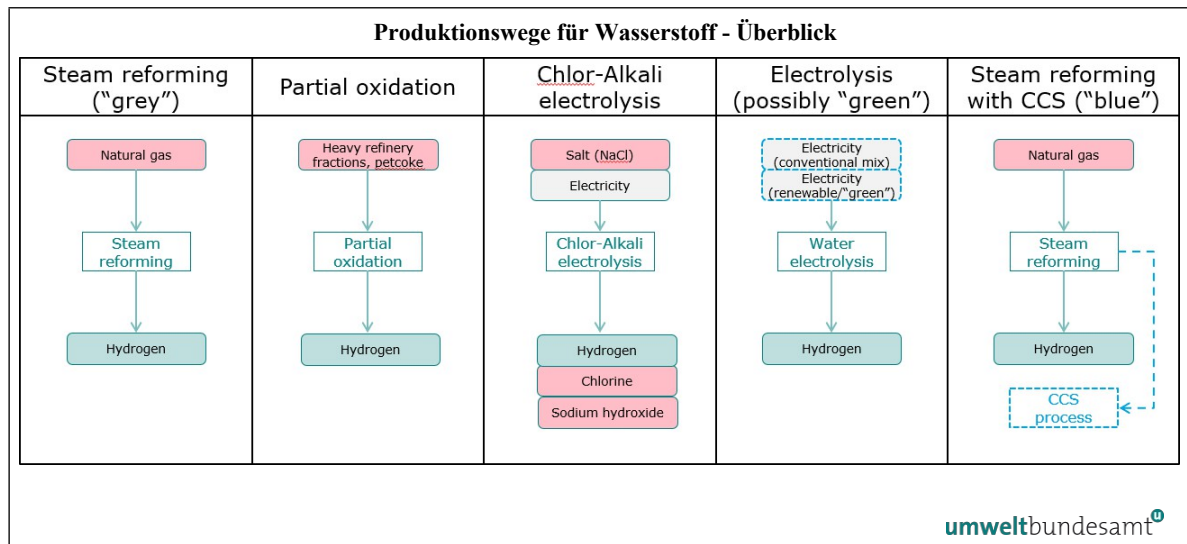 Produktionswege für Wasserstoff - Überblick
Steam reforming
(“grey”)
Partial oxidation
Chlor-Alkali
electrolysis
Electrolysis
(possibly “green”)
Steam reforming
with CCS (“blue”)
Natural gas
Steam
reforming
Hydrogen
Heavy refinery
fractions, petcoke
Partial
oxidation
Hydrogen
Salt (NaCl)
Electricity
Chlor-Alkali
electrolysis
Hydrogen
Chlorine
Sodium hydroxide
Electricity
(conventional mix)
Electricity
(renewable/“green”)
Water
electrolysis
Hydrogen
Natural gas
Steam
reforming
Hydrogen
CCS
process
umweltbundesamt u